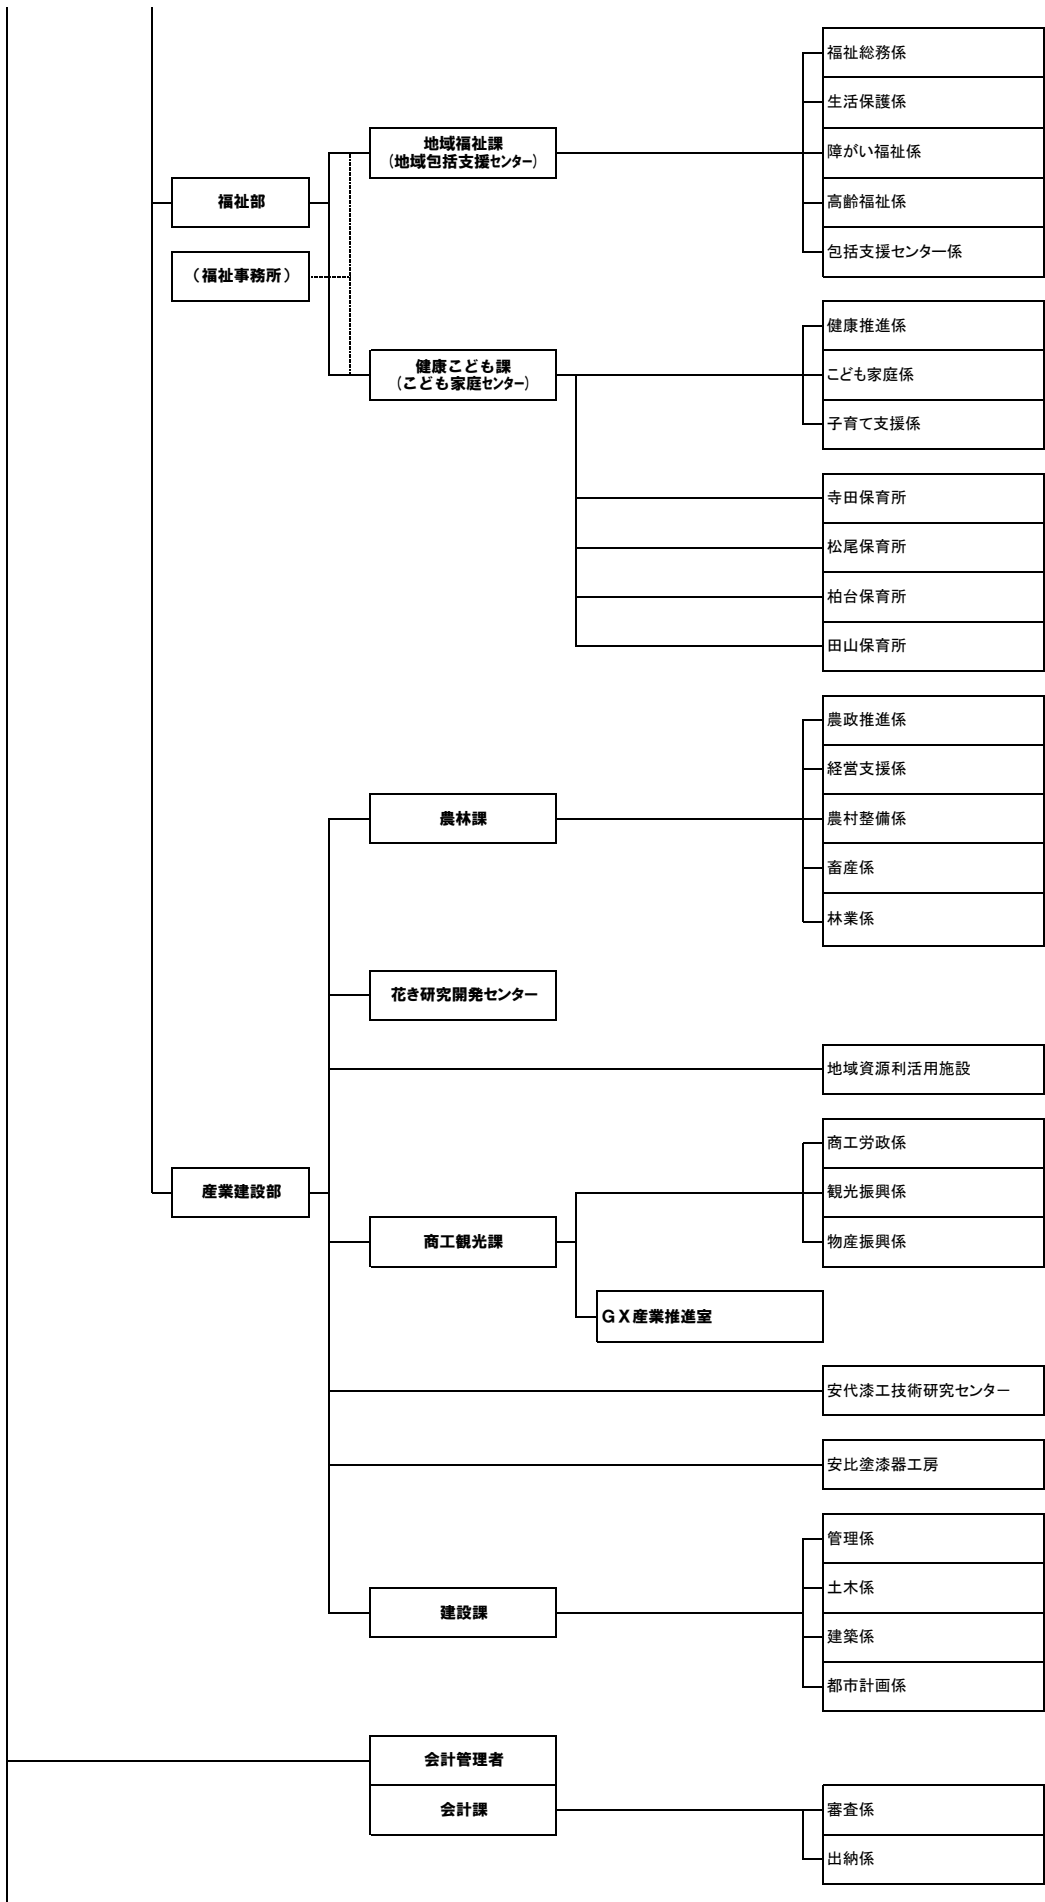 福祉部
（福祉事務所）
地域福祉課
（地域包括支援センター）
福祉総務係
生活保護係
障がい福祉係
高齢福祉係
包括支援センター係
健康こども課
（こども家庭センター）
健康推進係
こども家庭係
子育て支援係
寺田保育所
松尾保育所
柏台保育所
田山保育所
産業建設部
農林課
農政推進係
経営支援係
農村整備係
畜産係
林業係
花き研究開発センター
地域資源利活用施設
商工観光課
商工労政係
観光振興係
物産振興係
ＧＸ産業推進室
安代漆工技術研究センター
安比塗漆器工房
建設課
管理係
土木係
建築係
都市計画係
会計管理者
会計課
審査係
出納係